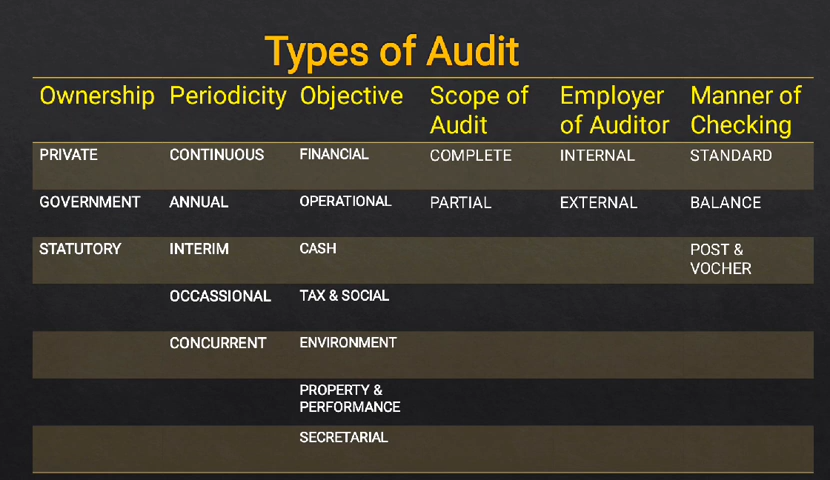 Types of Audit
Ownership Periodicity Objective Scope of Audit Employer of Auditor Manner of Checking
PRIVATE CONTINUOUS FINANCIAL COMPLETE INTERNAL STANDARD
GOVERNMENT ANNUAL OPERATIONAL PARTIAL EXTERNAL BALANCE
STATUTORY INTERIM CASH POST & VOCHER
OCCASSIONAL TAX & SOCIAL
CONCURRENT ENVIRONMENT
PROPERTY & PERFORMANCE
SECRETARIAL